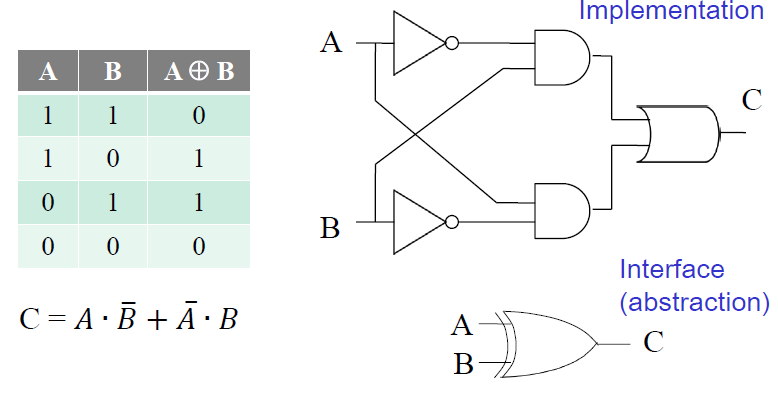 Implementation
A B A ⊕ B
1 1 0
1 0 1
0 1 1
0 0 0
C = A · B̄ + Ā · B
A
B
C
Interface
(abstraction)
A
B
C